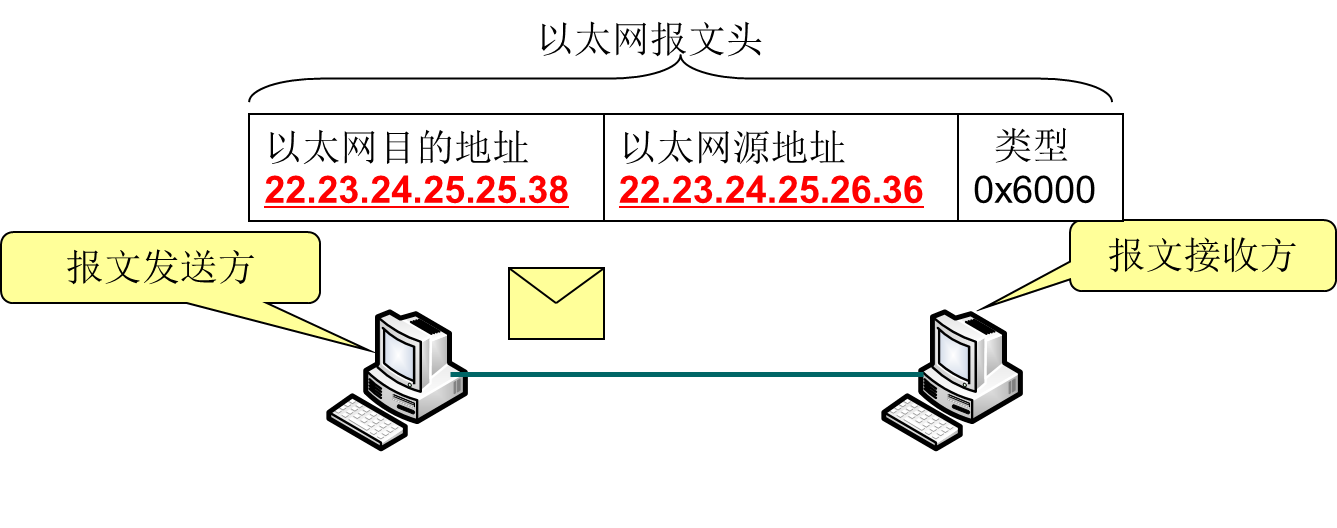 以太网报文头
以太网目的地址
22.23.24.25.25.38
以太网源地址
22.23.24.25.26.36
类型
0x6000
报文发送方
报文接收方